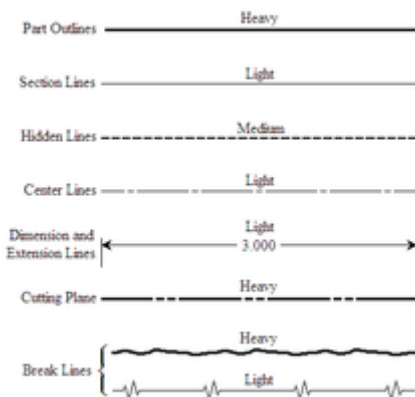 Heavy
Part Outlines
Light
Section Lines
Medium
Hidden Lines
Light
Center Lines
Light
Dimension and
Extension Lines
3.000
Heavy
Cutting Plane
Heavy
Break Lines
Light